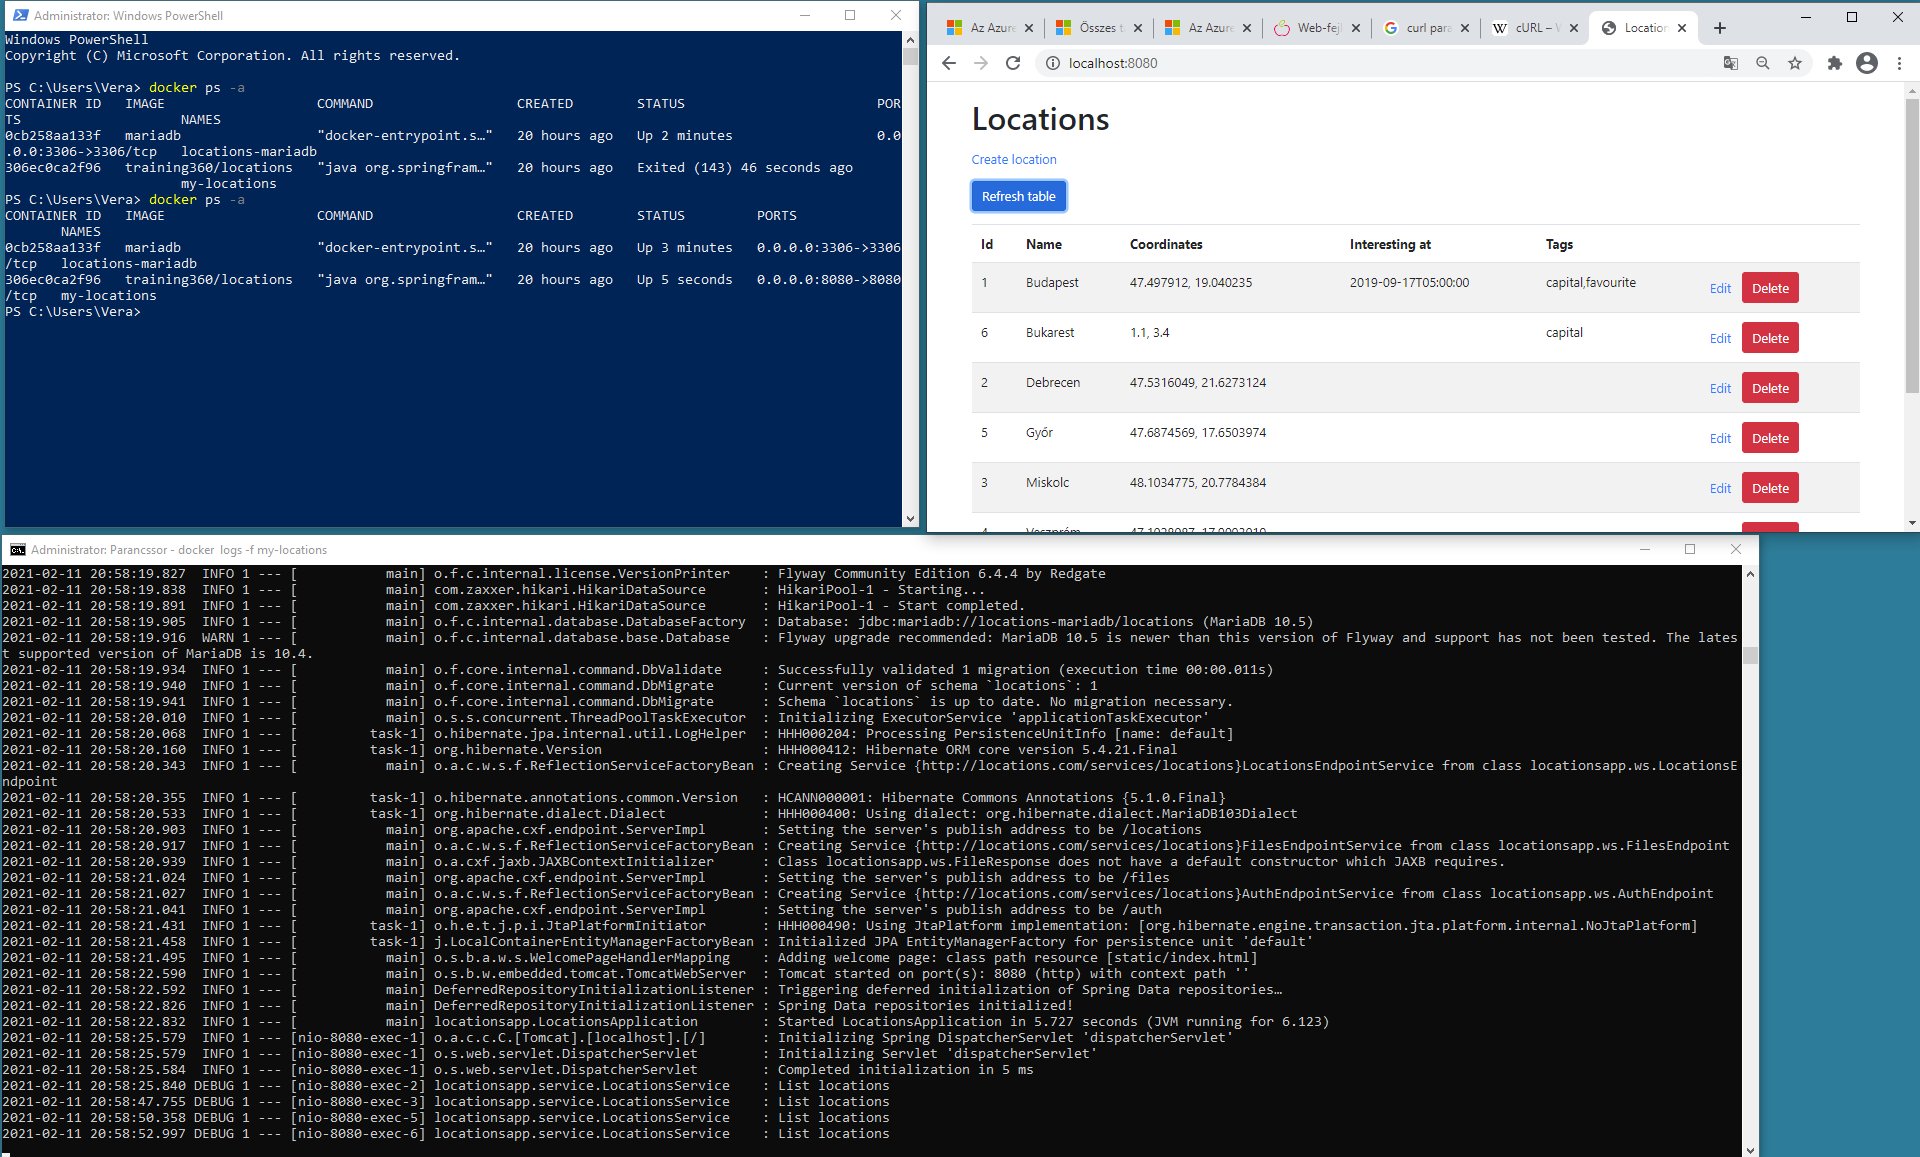 Administrator: Windows PowerShell
Windows PowerShell
Copyright (C) Microsoft Corporation. All rights reserved.
PS C:\Users\Vera> docker ps -a
CONTAINER ID   IMAGE                   COMMAND                  CREATED        STATUS                        POR
TS                    NAMES
0cb258aa133f   mariadb                 "docker-entrypoint.s…"   20 hours ago   Up 2 minutes                  0.0
.0.0:3306->3306/tcp   locations-mariadb
306ec0ca2f96   training360/locations   "java org.springfram…"   20 hours ago   Exited (143) 46 seconds ago
my-locations
PS C:\Users\Vera> docker ps -a
CONTAINER ID   IMAGE                   COMMAND                  CREATED        STATUS         PORTS
NAMES
0cb258aa133f   mariadb                 "docker-entrypoint.s…"   20 hours ago   Up 3 minutes   0.0.0.0:3306->3306
/tcp   locations-mariadb
306ec0ca2f96   training360/locations   "java org.springfram…"   20 hours ago   Up 5 seconds   0.0.0.0:8080->8080
/tcp   my-locations
PS C:\Users\Vera>
Az Azure Összes t Az Azure Web-fejl curl para cURL – W Location
localhost:8080
Locations
Create location
Refresh table
Id Name Coordinates Interesting at Tags
1 Budapest 47.497912, 19.040235 2019-09-17T05:00:00 capital,favourite Edit Delete
6 Bukarest 1.1, 3.4 capital Edit Delete
2 Debrecen 47.5316049, 21.6273124 Edit Delete
5 Győr 47.6874569, 17.6503974 Edit Delete
3 Miskolc 48.1034775, 20.7784384 Edit Delete
Administrator: Parancssor - docker  logs -f my-locations
2021-02-11 20:58:19.827  INFO 1 --- [           main] o.f.c.internal.license.VersionPrinter    : Flyway Community Edition 6.4.4 by Redgate
2021-02-11 20:58:19.838  INFO 1 --- [           main] com.zaxxer.hikari.HikariDataSource       : HikariPool-1 - Starting...
2021-02-11 20:58:19.891  INFO 1 --- [           main] com.zaxxer.hikari.HikariDataSource       : HikariPool-1 - Start completed.
2021-02-11 20:58:19.905  INFO 1 --- [           main] o.f.c.internal.database.DatabaseFactory  : Database: jdbc:mariadb://locations-mariadb/locations (MariaDB 10.5)
2021-02-11 20:58:19.916  WARN 1 --- [           main] o.f.c.internal.database.base.Database    : Flyway upgrade recommended: MariaDB 10.5 is newer than this version of Flyway and support has not been tested. The lates
t supported version of MariaDB is 10.4.
2021-02-11 20:58:19.934  INFO 1 --- [           main] o.f.core.internal.command.DbValidate     : Successfully validated 1 migration (execution time 00:00.011s)
2021-02-11 20:58:19.940  INFO 1 --- [           main] o.f.core.internal.command.DbMigrate      : Current version of schema `locations`: 1
2021-02-11 20:58:19.941  INFO 1 --- [           main] o.f.core.internal.command.DbMigrate      : Schema `locations` is up to date. No migration necessary.
2021-02-11 20:58:20.010  INFO 1 --- [           main] o.s.s.concurrent.ThreadPoolTaskExecutor  : Initializing ExecutorService 'applicationTaskExecutor'
2021-02-11 20:58:20.068  INFO 1 --- [         task-1] o.hibernate.jpa.internal.util.LogHelper  : HHH000204: Processing PersistenceUnitInfo [name: default]
2021-02-11 20:58:20.160  INFO 1 --- [         task-1] org.hibernate.Version                    : HHH000412: Hibernate ORM core version 5.4.21.Final
2021-02-11 20:58:20.343  INFO 1 --- [           main] o.a.c.w.s.f.ReflectionServiceFactoryBean : Creating Service {http://locations.com/services/locations}LocationsEndpointService from class locationsapp.ws.LocationsE
ndpoint
2021-02-11 20:58:20.355  INFO 1 --- [         task-1] o.hibernate.annotations.common.Version   : HCANN000001: Hibernate Commons Annotations {5.1.0.Final}
2021-02-11 20:58:20.533  INFO 1 --- [         task-1] org.hibernate.dialect.Dialect            : HHH000400: Using dialect: org.hibernate.dialect.MariaDB103Dialect
2021-02-11 20:58:20.903  INFO 1 --- [           main] org.apache.cxf.endpoint.ServerImpl       : Setting the server's publish address to be /locations
2021-02-11 20:58:20.917  INFO 1 --- [           main] o.a.c.w.s.f.ReflectionServiceFactoryBean : Creating Service {http://locations.com/services/locations}FilesEndpointService from class locationsapp.ws.FilesEndpoint
2021-02-11 20:58:20.939  INFO 1 --- [           main] o.a.cxf.jaxb.JAXBContextInitializer      : Class locationsapp.ws.FileResponse does not have a default constructor which JAXB requires.
2021-02-11 20:58:21.024  INFO 1 --- [           main] org.apache.cxf.endpoint.ServerImpl       : Setting the server's publish address to be /files
2021-02-11 20:58:21.027  INFO 1 --- [           main] o.a.c.w.s.f.ReflectionServiceFactoryBean : Creating Service {http://locations.com/services/locations}AuthEndpointService from class locationsapp.ws.AuthEndpoint
2021-02-11 20:58:21.041  INFO 1 --- [           main] org.apache.cxf.endpoint.ServerImpl       : Setting the server's publish address to be /auth
2021-02-11 20:58:21.431  INFO 1 --- [         task-1] o.h.e.t.j.p.i.JtaPlatformInitiator       : HHH000490: Using JtaPlatform implementation: [org.hibernate.engine.transaction.jta.platform.internal.NoJtaPlatform]
2021-02-11 20:58:21.458  INFO 1 --- [         task-1] j.LocalContainerEntityManagerFactoryBean : Initialized JPA EntityManagerFactory for persistence unit 'default'
2021-02-11 20:58:21.495  INFO 1 --- [           main] o.s.b.a.w.s.WelcomePageHandlerMapping    : Adding welcome page: class path resource [static/index.html]
2021-02-11 20:58:22.590  INFO 1 --- [           main] o.s.b.w.embedded.tomcat.TomcatWebServer  : Tomcat started on port(s): 8080 (http) with context path ''
2021-02-11 20:58:22.592  INFO 1 --- [           main] DeferredRepositoryInitializationListener : Triggering deferred initialization of Spring Data repositories…
2021-02-11 20:58:22.826  INFO 1 --- [           main] DeferredRepositoryInitializationListener : Spring Data repositories initialized!
2021-02-11 20:58:22.832  INFO 1 --- [           main] locationsapp.LocationsApplication        : Started LocationsApplication in 5.727 seconds (JVM running for 6.123)
2021-02-11 20:58:25.579  INFO 1 --- [nio-8080-exec-1] o.a.c.c.C.[Tomcat].[localhost].[/]       : Initializing Spring DispatcherServlet 'dispatcherServlet'
2021-02-11 20:58:25.579  INFO 1 --- [nio-8080-exec-1] o.s.web.servlet.DispatcherServlet        : Initializing Servlet 'dispatcherServlet'
2021-02-11 20:58:25.584  INFO 1 --- [nio-8080-exec-1] o.s.web.servlet.DispatcherServlet        : Completed initialization in 5 ms
2021-02-11 20:58:25.840 DEBUG 1 --- [nio-8080-exec-2] locationsapp.service.LocationsService    : List locations
2021-02-11 20:58:47.755 DEBUG 1 --- [nio-8080-exec-3] locationsapp.service.LocationsService    : List locations
2021-02-11 20:58:50.358 DEBUG 1 --- [nio-8080-exec-5] locationsapp.service.LocationsService    : List locations
2021-02-11 20:58:52.997 DEBUG 1 --- [nio-8080-exec-6] locationsapp.service.LocationsService    : List locations